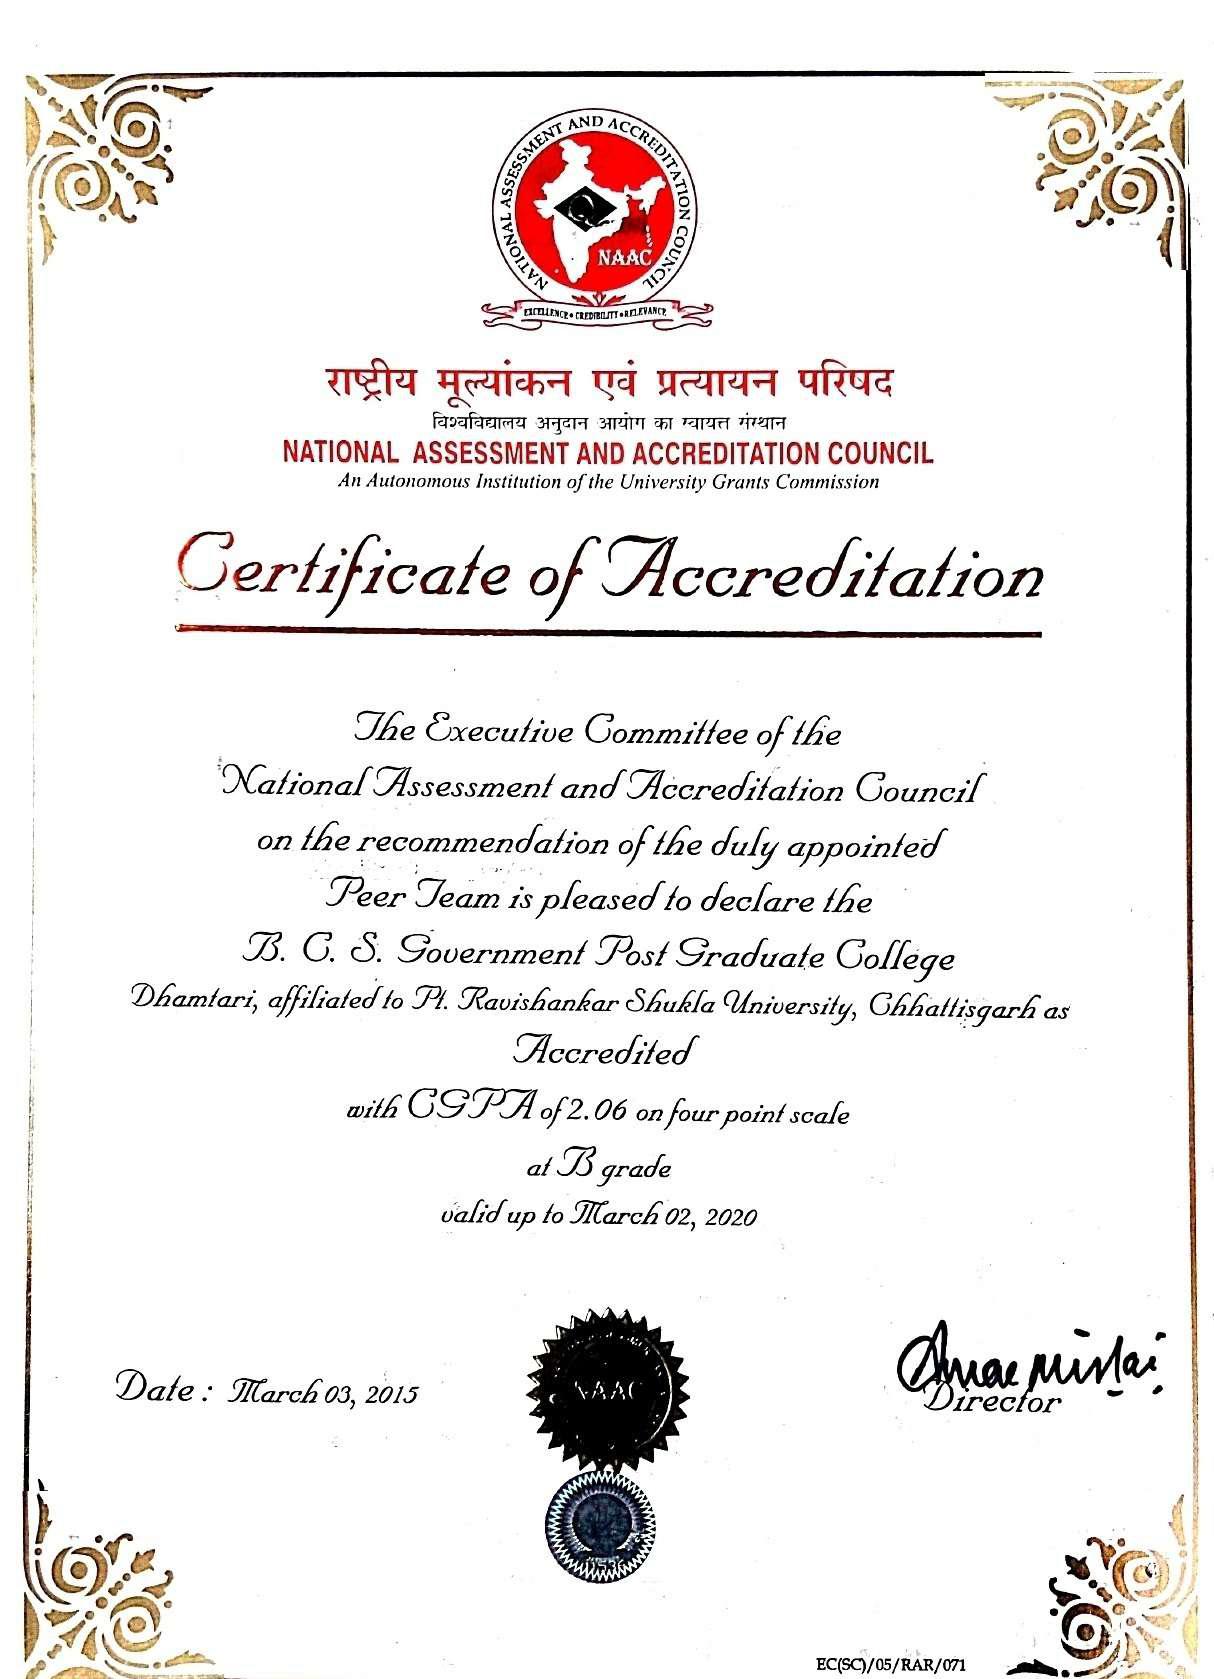 NATIONAL ASSESSMENT AND ACCREDITATION COUNCIL
NAAC
EXCELLENCE • CREDIBILITY • RELEVANCE
राष्ट्रीय मूल्यांकन एवं प्रत्यायन परिषद
विश्वविद्यालय अनुदान आयोग का स्वायत्त संस्थान
NATIONAL ASSESSMENT AND ACCREDITATION COUNCIL
An Autonomous Institution of the University Grants Commission
Certificate of Accreditation
The Executive Committee of the
National Assessment and Accreditation Council
on the recommendation of the duly appointed
Peer Team is pleased to declare the
B. C. S. Government Post Graduate College
Dhamtari, affiliated to Pt. Ravishankar Shukla University, Chhattisgarh as
Accredited
with CGPA of 2.06 on four point scale
at B grade
valid up to March 02, 2020
Date : March 03, 2015
NAAC
Director
EC(SC)/05/RAR/071